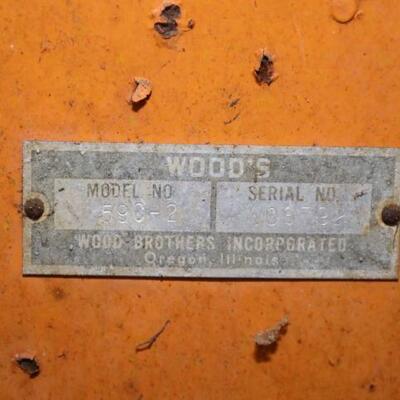 WOOD'S
MODEL NO SERIAL NO.
59C-2
WOOD BROTHERS INCORPORATED
Oregon, Illinois